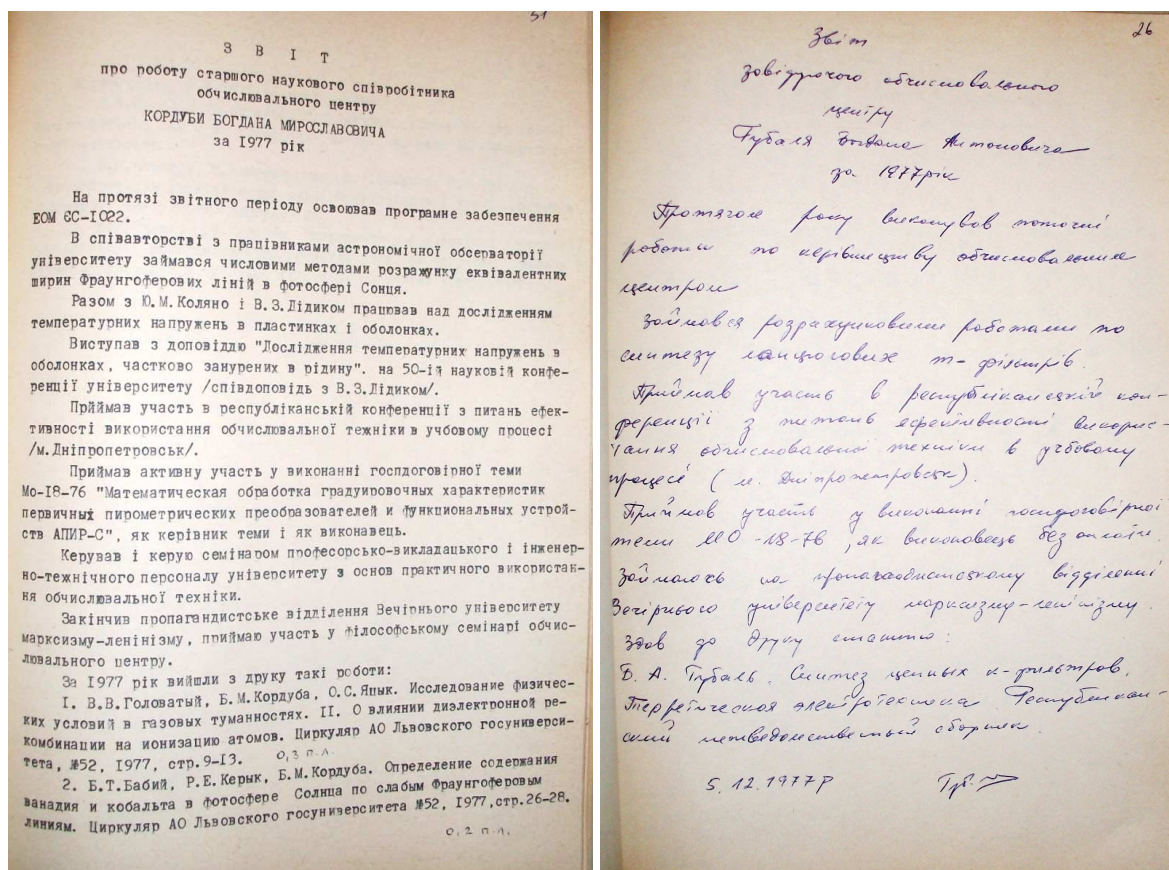 51
З В І Т
про роботу старшого наукового співробітника
обчислювального центру
КОРДУБИ БОГДАНА МИРОСЛАВОВИЧА
за 1977 рік
На протязі звітного періоду освоював програмне забезпечення
ЕОМ ЄС-1022.
В співавторстві з працівниками астрономічної обсерваторії
університету займався числовими методами розрахунку еквівалентних
ширин Фраунгоферових ліній в фотосфері Сонця.
Разом з Ю.М.Коляно і В.З.Дідиком працював над дослідженням
температурних напружень в пластинках і оболонках.
Виступав з доповіддю "Дослідження температурних напружень в
оболонках, частково занурених в рідину". на 50-ій науковій конфе-
ренції університету /співдоповідь з В.З.Дідиком/.
Прйймав участь в республіканській конференції з питань ефек-
тивності використання обчислювальної техніки в учбовому процесі
/м.Дніпропетровськ/.
Приймав активну участь у виконанні госпдоговірної теми
Мо-18-76 "Математическая обработка градуировочных характеристик
первичных пирометрических преобразователей и функциональных устрой-
ств АПИР-С", як керівник теми і як виконавець.
Керував і керую семінаром професорсько-викладацького і інженер-
но-технічного персоналу університету з основ практичного використан-
ня обчислювальної техніки.
Закінчив пропагандистське відділення Вечірнього університету
марксизму-ленінізму, приймаю участь у філософському семінарі обчис-
лювального центру.
За 1977 рік вийшли з друку такі роботи:
1. В.В.Головатый, Б.М.Кордуба, О.С.Яцык. Исследование физичес-
ких условий в газовых туманностях. II. О влиянии диэлектронной ре-
комбинации на ионизацию атомов. Циркуляр АО Львовского госуниверси-
тета, №52, 1977, стр.9-13. 0,3 п.л.
2. Б.Т.Бабий, Р.Е.Керык, Б.М.Кордуба. Определение содержания
ванадия и кобальта в фотосфере Солнца по слабым Фраунгоферовым
линиям. Циркуляр АО Львовского госуниверситета №52, 1977,стр.26-28.
0,2 п.л.
26
Звіт
завідуючого обчислювального
центру
Губаля Богдана Антоновича
за 1977 рік
Протягом року виконував поточні
роботи по керівництву обчислювальним
центром
Займався розрахунковими роботами по
синтезу ланцюгових m-фільтрів.
Приймав участь в республіканській кон-
ференції з питань ефективності викорис-
тання обчислювальної техніки в учбовому
процесі (м. Дніпропетровськ).
Приймав участь у виконанні госпдоговірної
теми МО-18-76, як виконавець без оплати.
Займаюсь на пропагандистському відділенні
Вечірнього університету марксизму-ленінізму.
Здав до друку статтю:
Б. А. Губаль. Синтез цепных к-фильтров.
Теоретическая электротехника. Республикан-
ский межведомственный сборник.
5.12.1977р